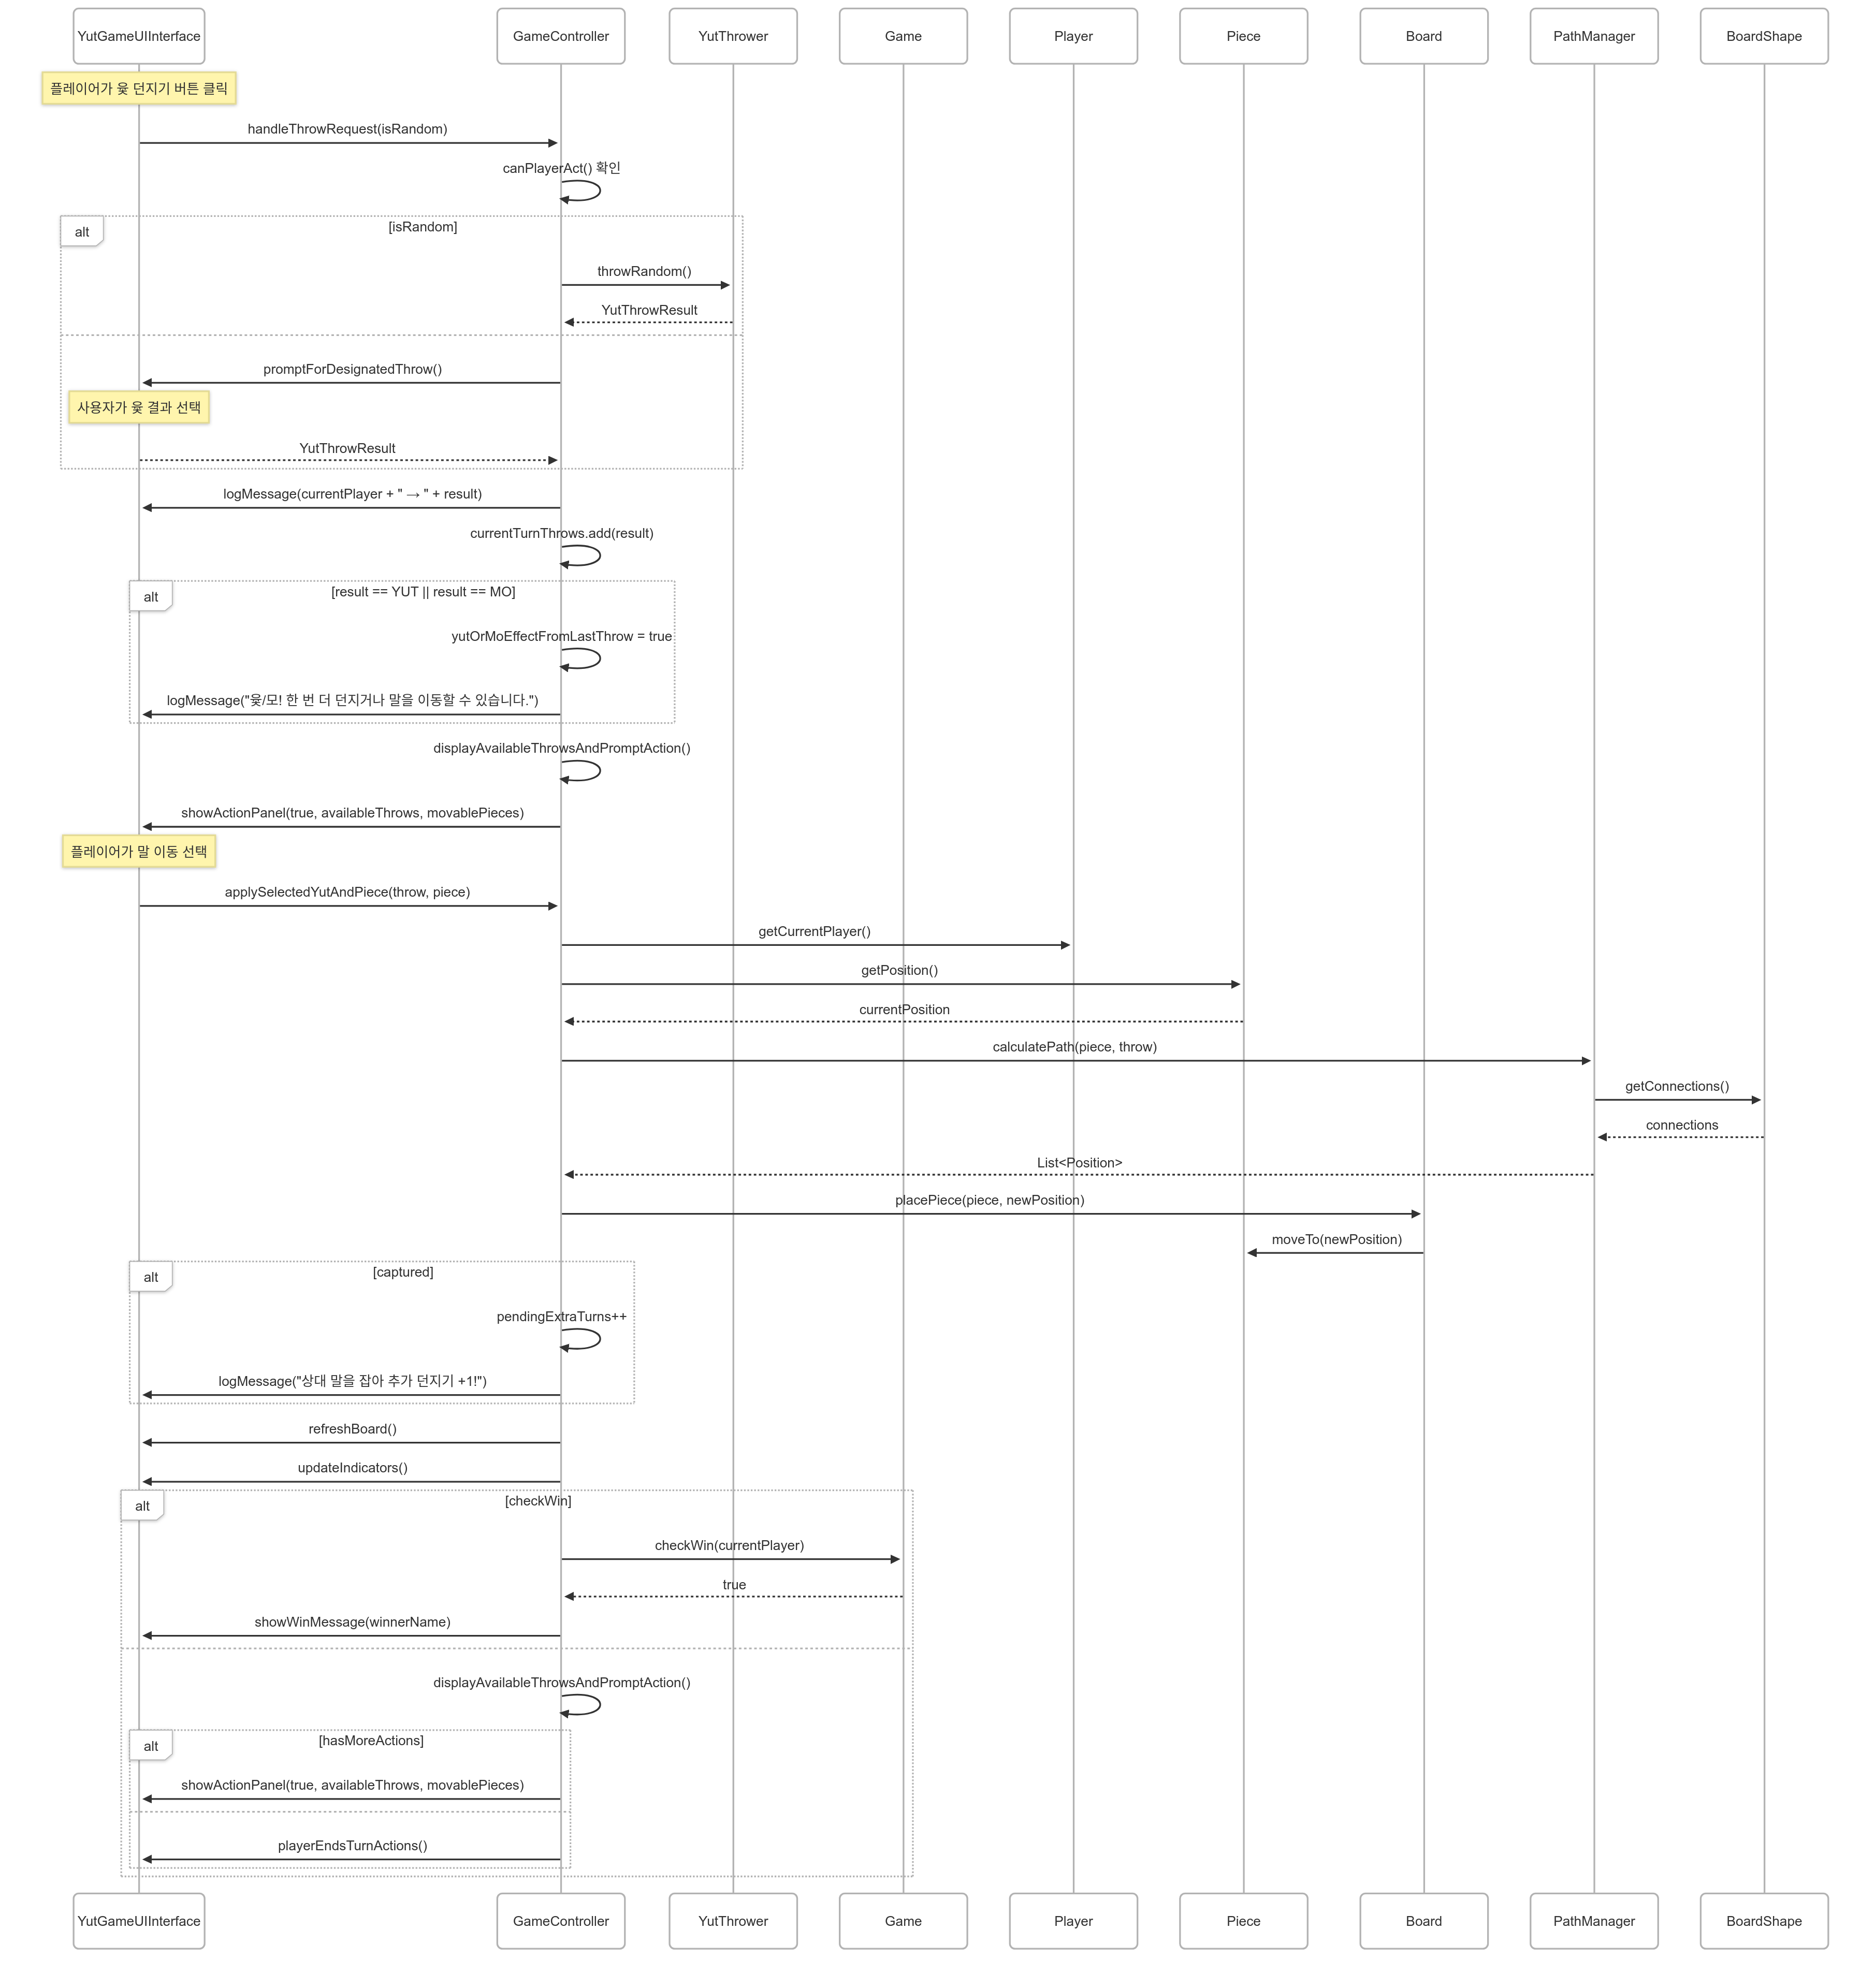 YutGameUIInterface
GameController
YutThrower
Game
Player
Piece
Board
PathManager
BoardShape
플레이어가 윷 던지기 버튼 클릭
handleThrowRequest(isRandom)
canPlayerAct() 확인
alt
[isRandom]
throwRandom()
YutThrowResult
promptForDesignatedThrow()
사용자가 윷 결과 선택
YutThrowResult
logMessage(currentPlayer + " → " + result)
currentTurnThrows.add(result)
alt
[result == YUT || result == MO]
yutOrMoEffectFromLastThrow = true
logMessage("윷/모! 한 번 더 던지거나 말을 이동할 수 있습니다.")
displayAvailableThrowsAndPromptAction()
showActionPanel(true, availableThrows, movablePieces)
플레이어가 말 이동 선택
applySelectedYutAndPiece(throw, piece)
getCurrentPlayer()
getPosition()
currentPosition
calculatePath(piece, throw)
getConnections()
connections
List<Position>
placePiece(piece, newPosition)
moveTo(newPosition)
alt
[captured]
pendingExtraTurns++
logMessage("상대 말을 잡아 추가 던지기 +1!")
refreshBoard()
updateIndicators()
alt
[checkWin]
checkWin(currentPlayer)
true
showWinMessage(winnerName)
displayAvailableThrowsAndPromptAction()
alt
[hasMoreActions]
showActionPanel(true, availableThrows, movablePieces)
playerEndsTurnActions()
YutGameUIInterface
GameController
YutThrower
Game
Player
Piece
Board
PathManager
BoardShape